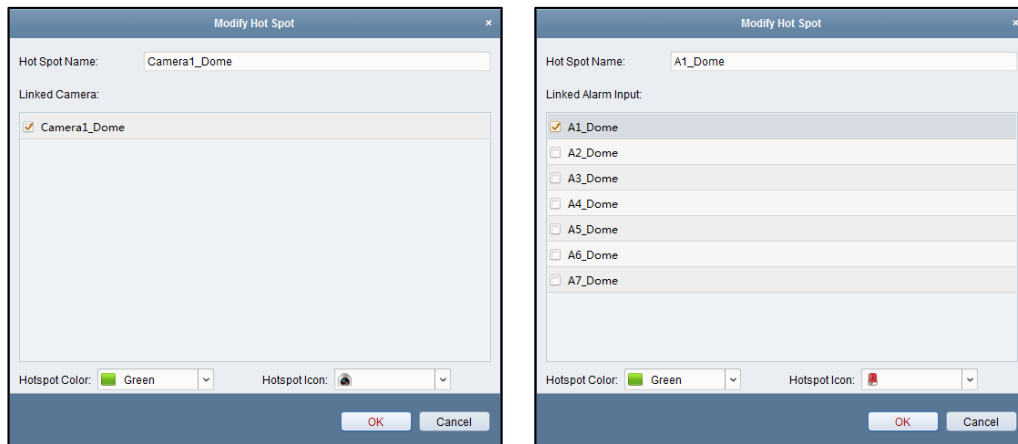 Modify Hot Spot ×
Hot Spot Name: Camera1_Dome
Linked Camera:
Camera1_Dome
Hotspot Color: Green Hotspot Icon:
OK Cancel
Modify Hot Spot ×
Hot Spot Name: A1_Dome
Linked Alarm Input:
A1_Dome
A2_Dome
A3_Dome
A4_Dome
A5_Dome
A6_Dome
A7_Dome
Hotspot Color: Green Hotspot Icon:
OK Cancel